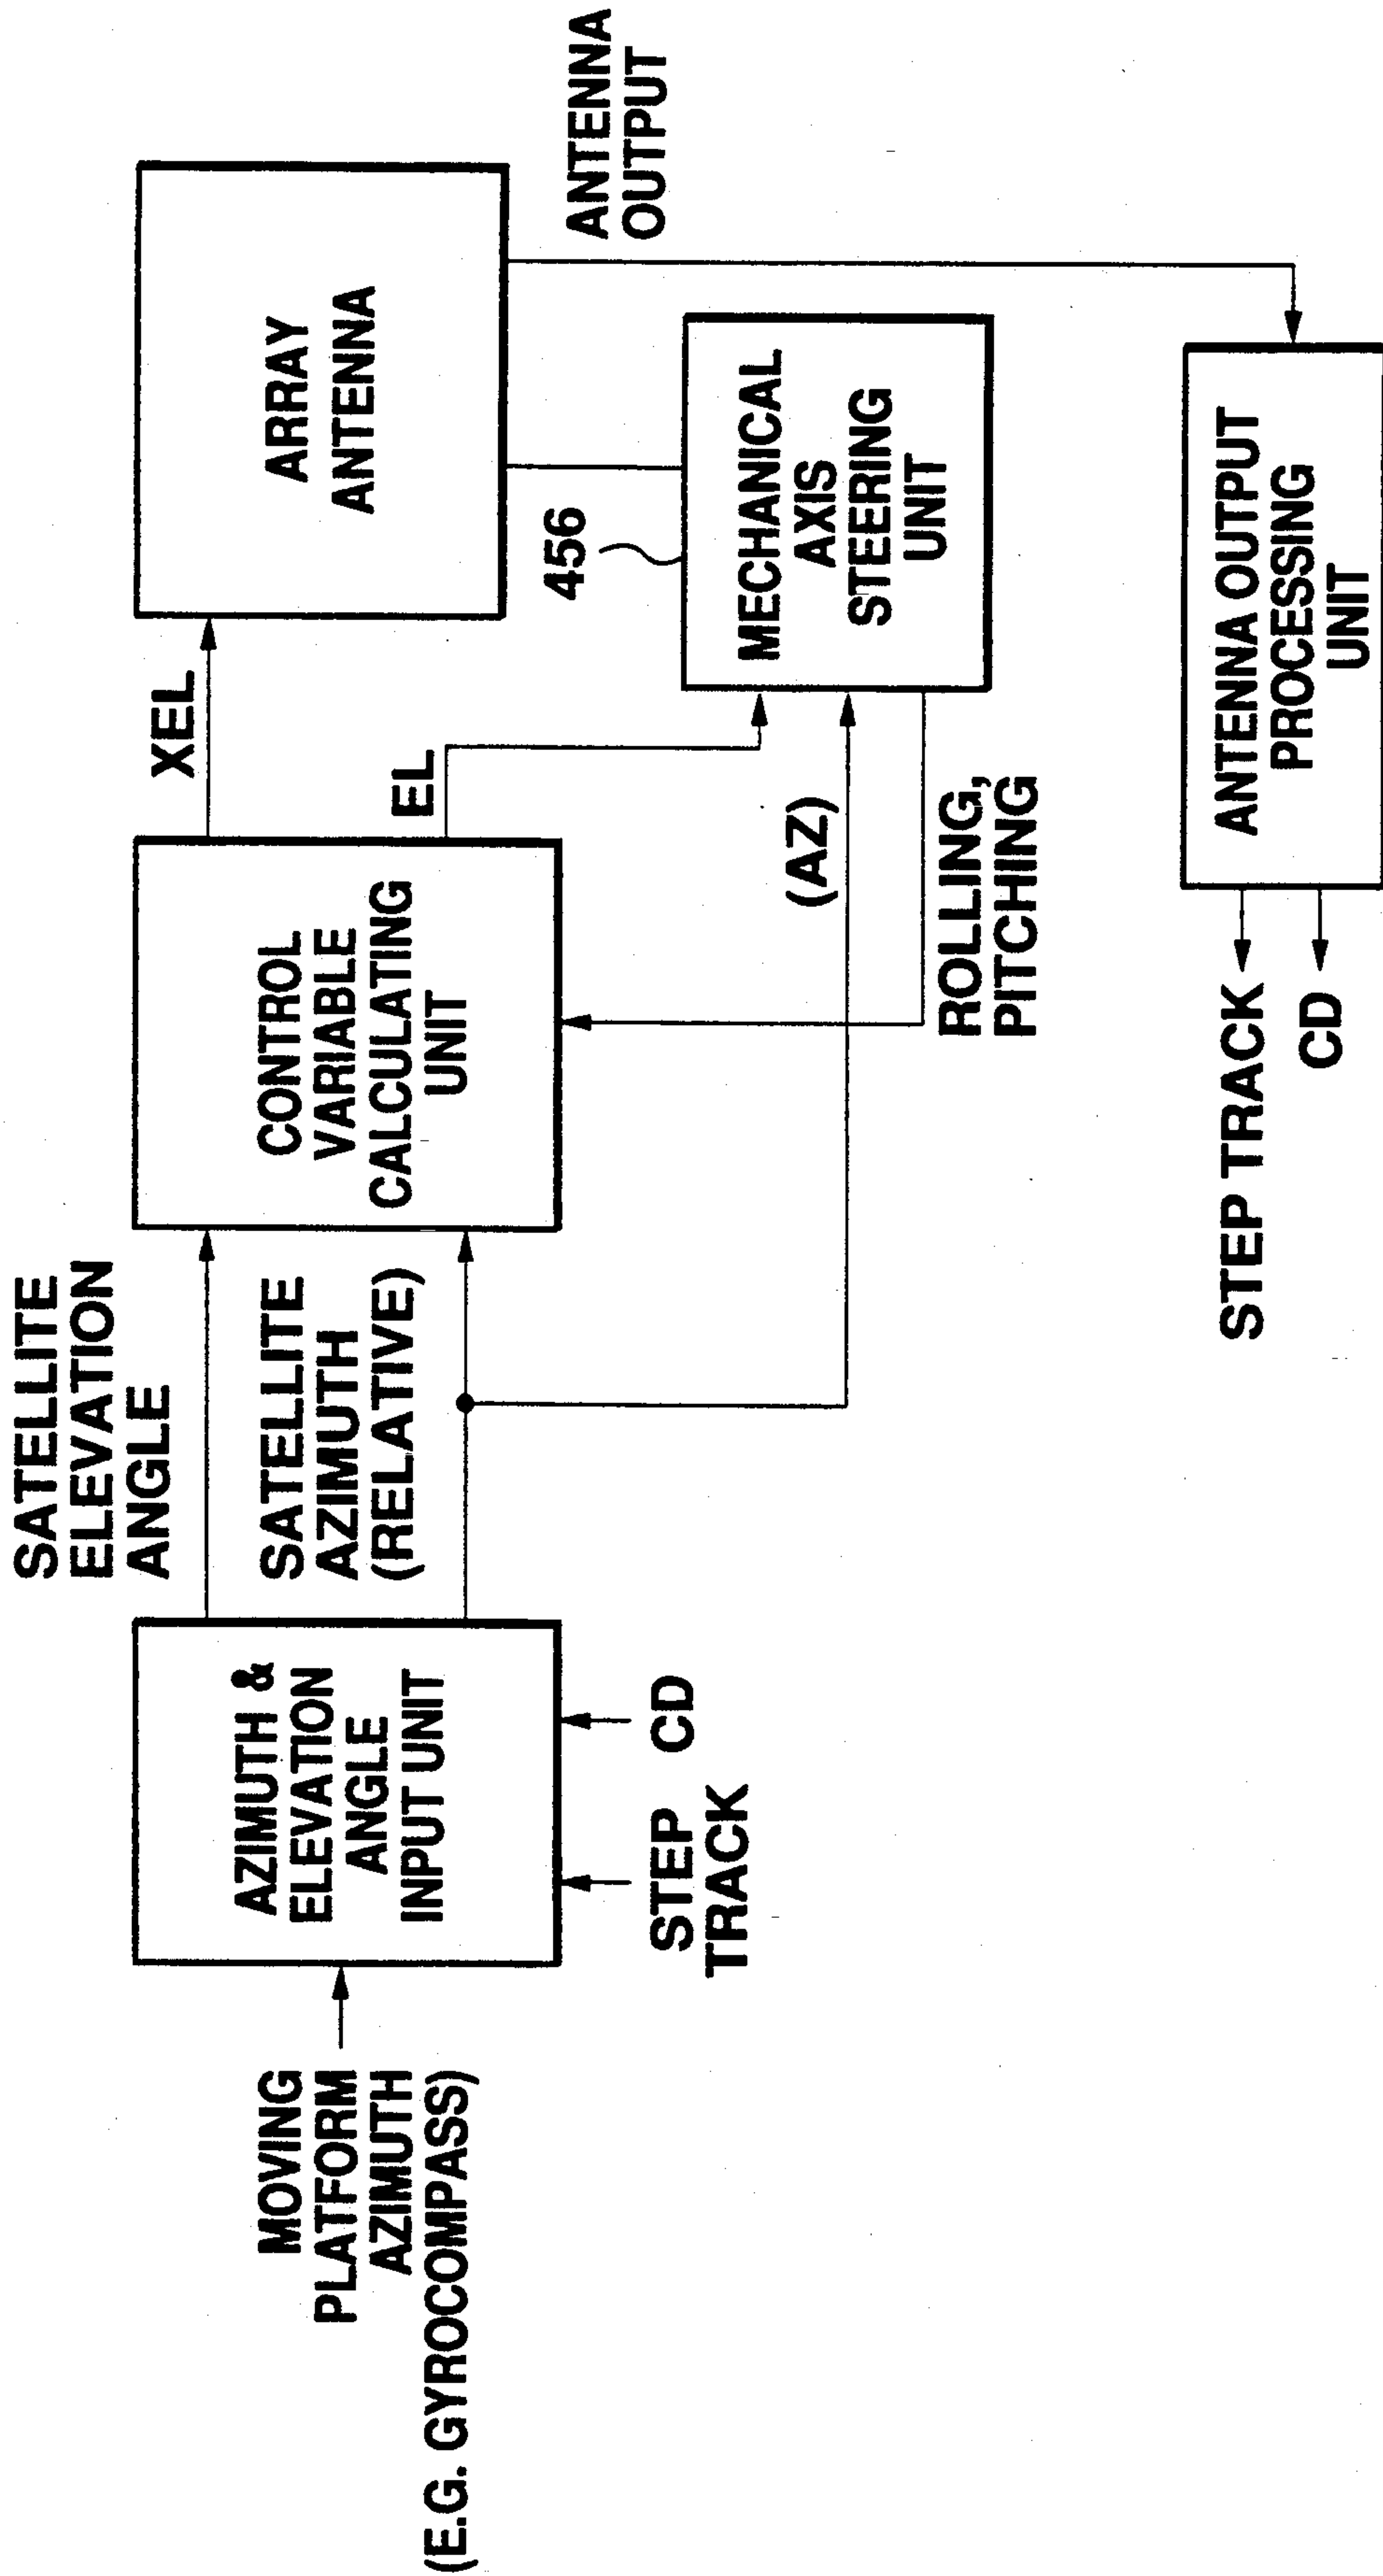 MOVING
PLATFORM
AZIMUTH
(E.G. GYROCOMPASS)
AZIMUTH &
ELEVATION
ANGLE
INPUT UNIT
STEP
TRACK
CD
SATELLITE
ELEVATION
ANGLE
SATELLITE
AZIMUTH
(RELATIVE)
CONTROL
VARIABLE
CALCULATING
UNIT
XEL
EL
(AZ)
ROLLING,
PITCHING
ARRAY
ANTENNA
456
MECHANICAL
AXIS
STEERING
UNIT
ANTENNA
OUTPUT
ANTENNA OUTPUT
PROCESSING
UNIT
STEP TRACK
CD